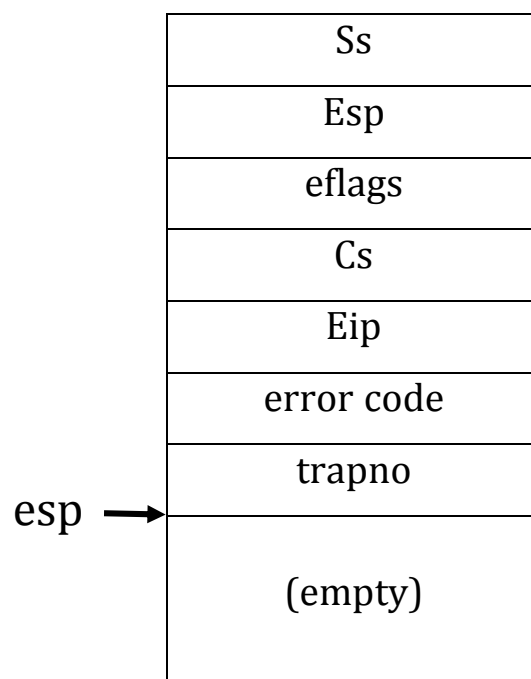 Ss
Esp
eflags
Cs
Eip
error code
trapno
esp
(empty)